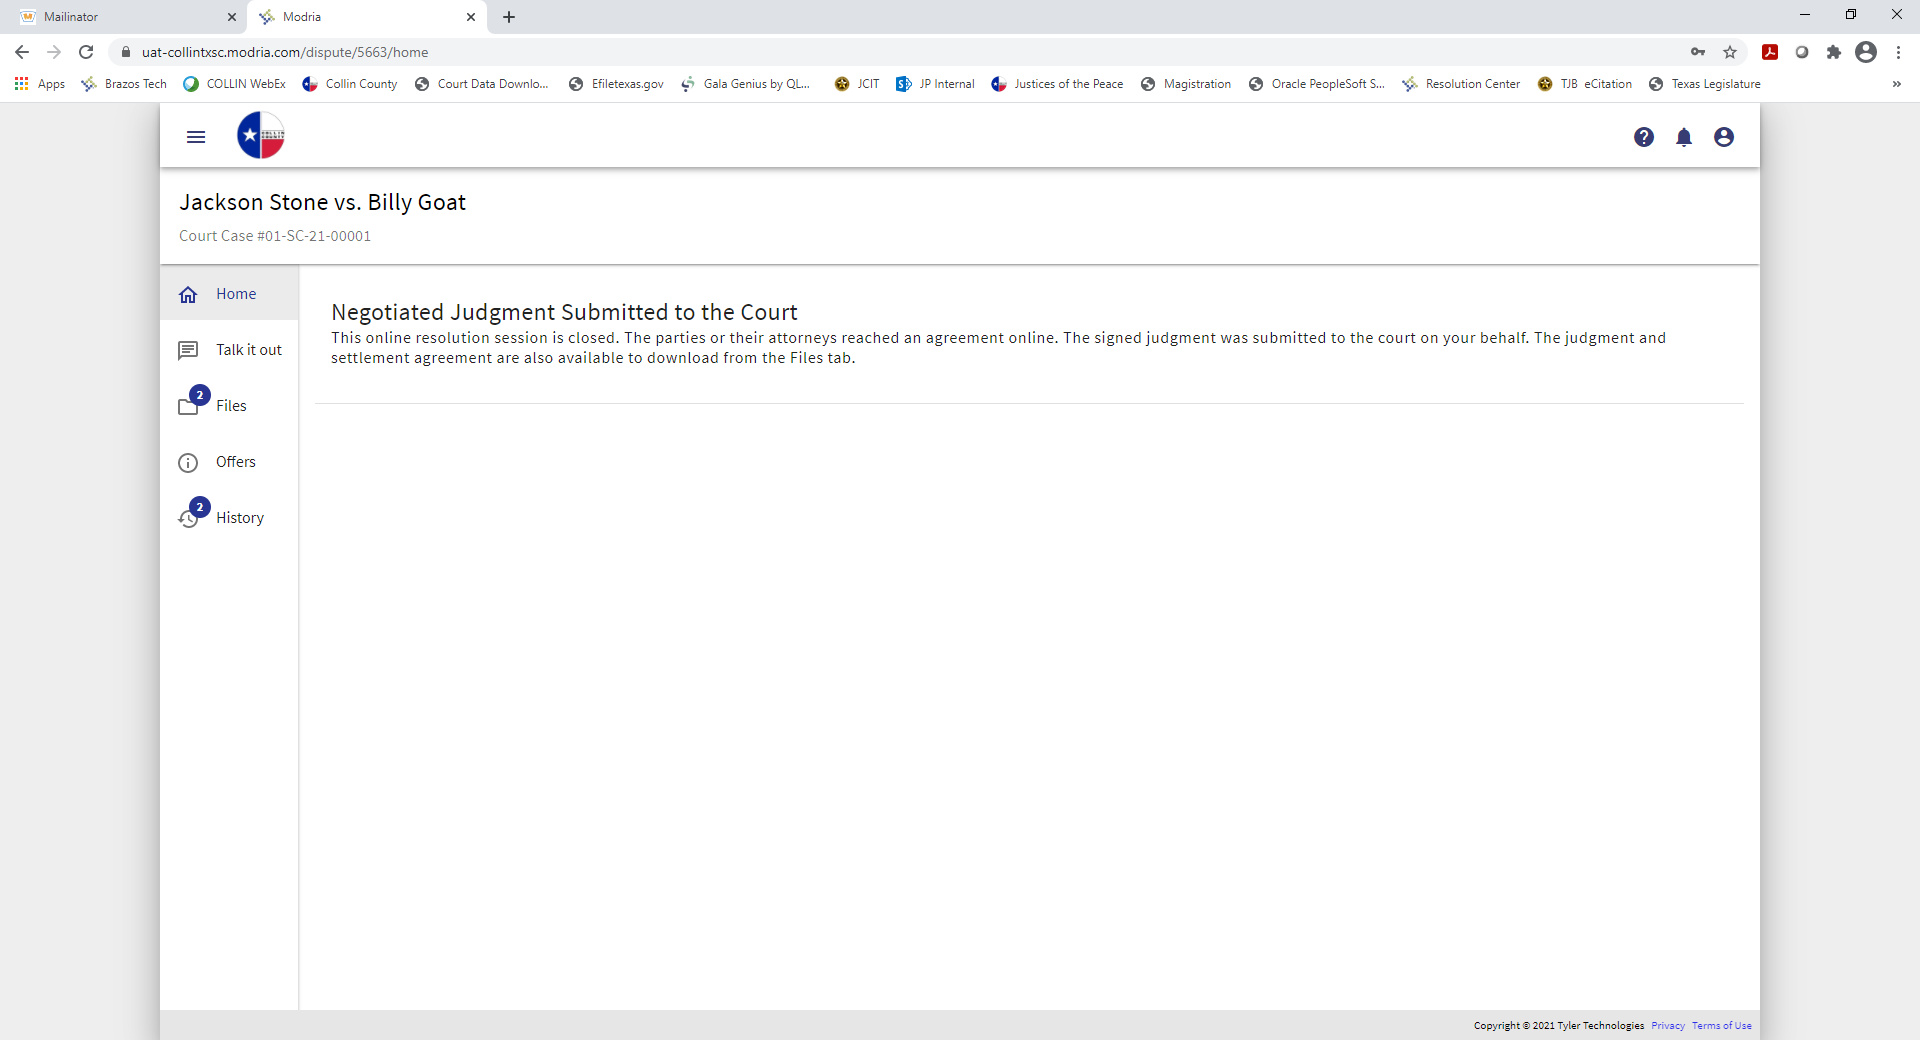 Mailinator
Modria
uat-collintxsc.modria.com/dispute/5663/home
Apps Brazos Tech COLLIN WebEx Collin County Court Data Downlo... Efiletexas.gov Gala Genius by QL... JCIT JP Internal Justices of the Peace Magistration Oracle PeopleSoft S... Resolution Center TJB eCitation Texas Legislature
COLLIN
COUNTY
Jackson Stone vs. Billy Goat
Court Case #01-SC-21-00001
Home
Talk it out
2
Files
Offers
2
History
Negotiated Judgment Submitted to the Court
This online resolution session is closed. The parties or their attorneys reached an agreement online. The signed judgment was submitted to the court on your behalf. The judgment and
settlement agreement are also available to download from the Files tab.
Copyright © 2021 Tyler Technologies Privacy Terms of Use